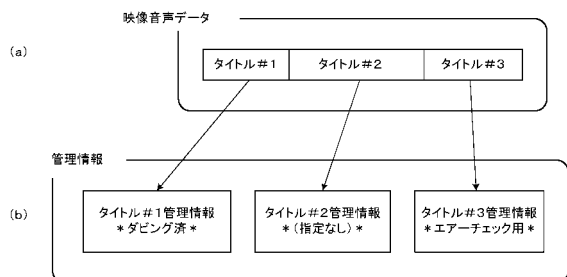 映像音声データ
(a)
タイトル＃1 タイトル＃2 タイトル＃3
管理情報
(b)
タイトル＃1管理情報 タイトル＃2管理情報 タイトル＃3管理情報
＊ダビング済＊ ＊(指定なし)＊ ＊エアーチェック用＊